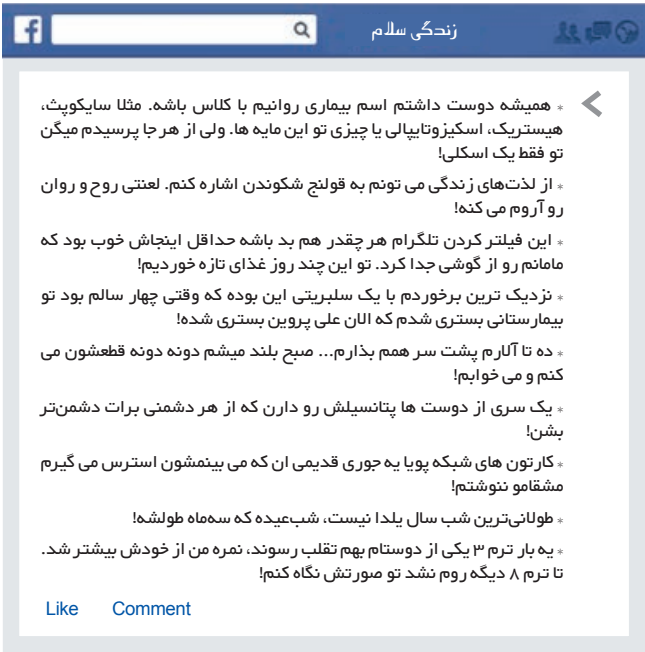 زندگی سلام
* همیشه دوست داشتم اسم بیماری روانیم با کلاس باشه. مثلا سایکوپث،
هیستریک، اسکیزوتایپالی یا چیزی تو این مایه ها. ولی از هر جا پرسیدم میگن
تو فقط یک اسکلی!
* از لذت‌های زندگی می تونم به قولنج شکوندن اشاره کنم. لعنتی روح و روان
رو آروم می کنه!
* این فیلتر کردن تلگرام هر چقدر هم بد باشه حداقل اینجاش خوب بود که
مامانم رو از گوشی جدا کرد. تو این چند روز غذای تازه خوردیم!
* نزدیک ترین برخوردم با یک سلبریتی این بوده که وقتی چهار سالم بود تو
بیمارستانی بستری شدم که الان علی پروین بستری شده!
* ده تا آلارم پشت سر همم بذارم... صبح بلند میشم دونه دونه قطعشون می
کنم و می خوابم!
* یک سری از دوست ها پتانسیلش رو دارن که از هر دشمنی برات دشمن‌تر
بشن!
* کارتون های شبکه پویا یه جوری قدیمی ان که می بینمشون استرس می گیرم
مشقامو ننوشتم!
* طولانی‌ترین شب سال یلدا نیست، شب‌عیده که سه‌ماه طولشه!
* یه بار ترم ۳ یکی از دوستام بهم تقلب رسوند، نمره من از خودش بیشتر شد.
تا ترم ۸ دیگه روم نشد تو صورتش نگاه کنم!
Like Comment